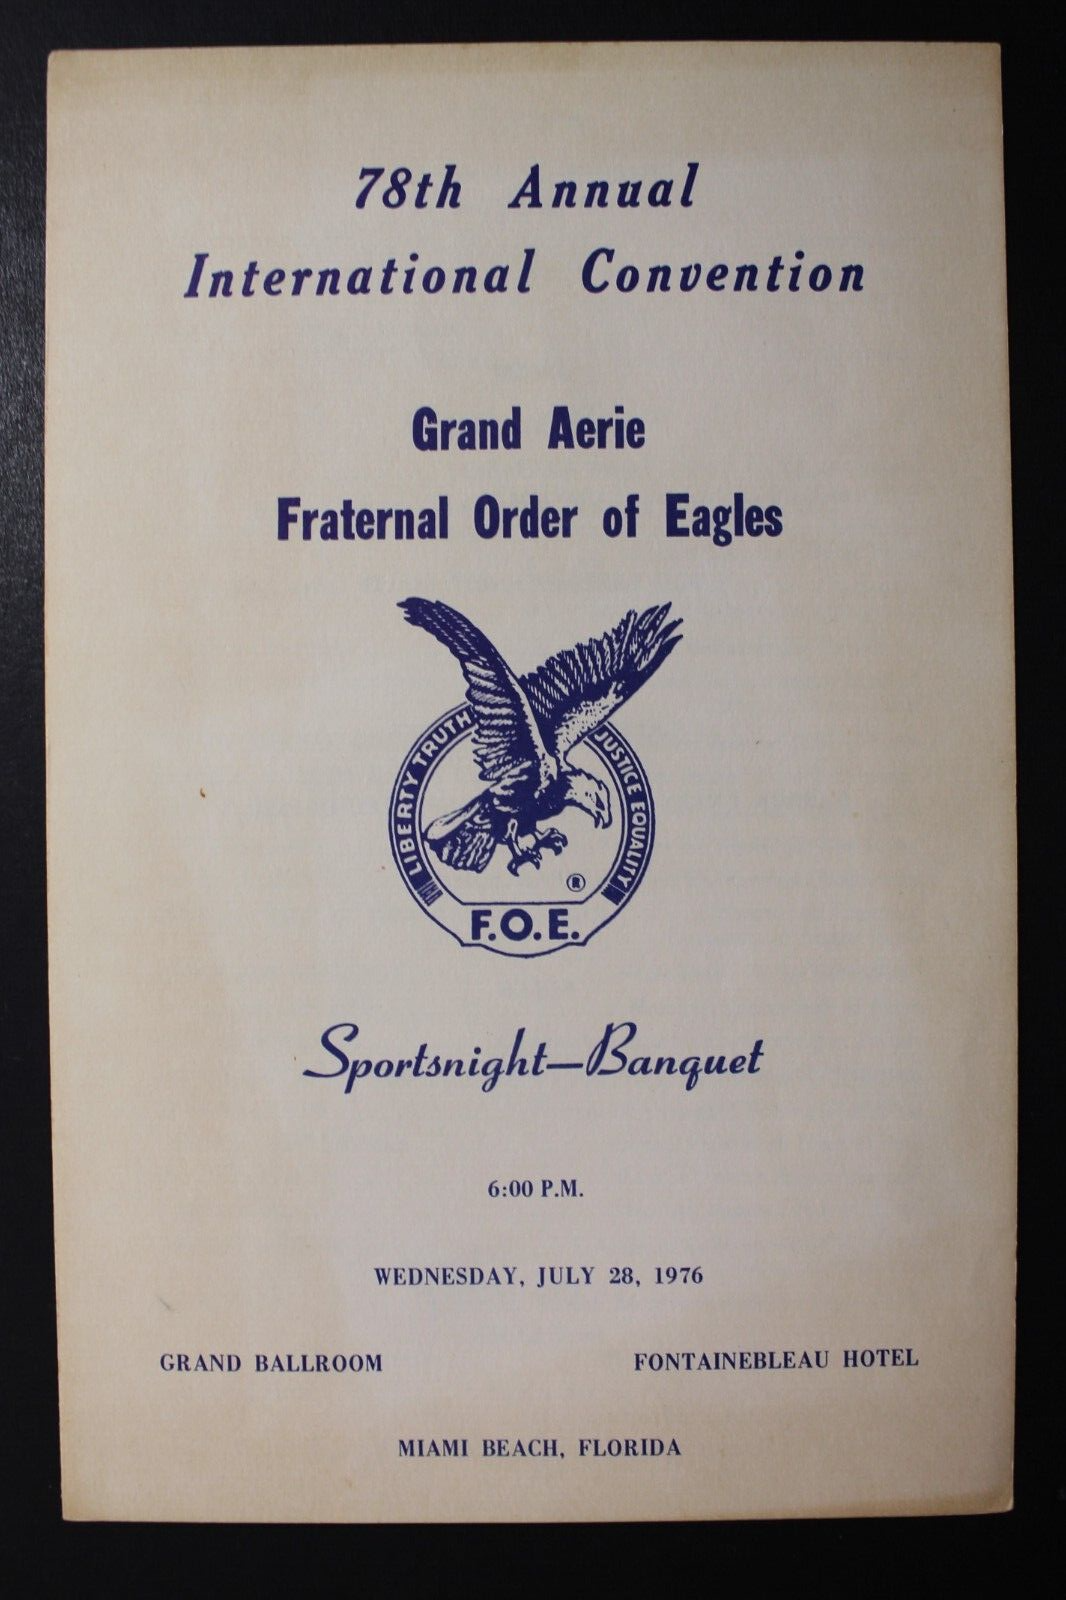 78th Annual
International Convention
Grand Aerie
Fraternal Order of Eagles
LIBERTY TRUTH JUSTICE EQUALITY
®
F.O.E.
Sportsnight—Banquet
6:00 P.M.
WEDNESDAY, JULY 28, 1976
GRAND BALLROOM FONTAINEBLEAU HOTEL
MIAMI BEACH, FLORIDA